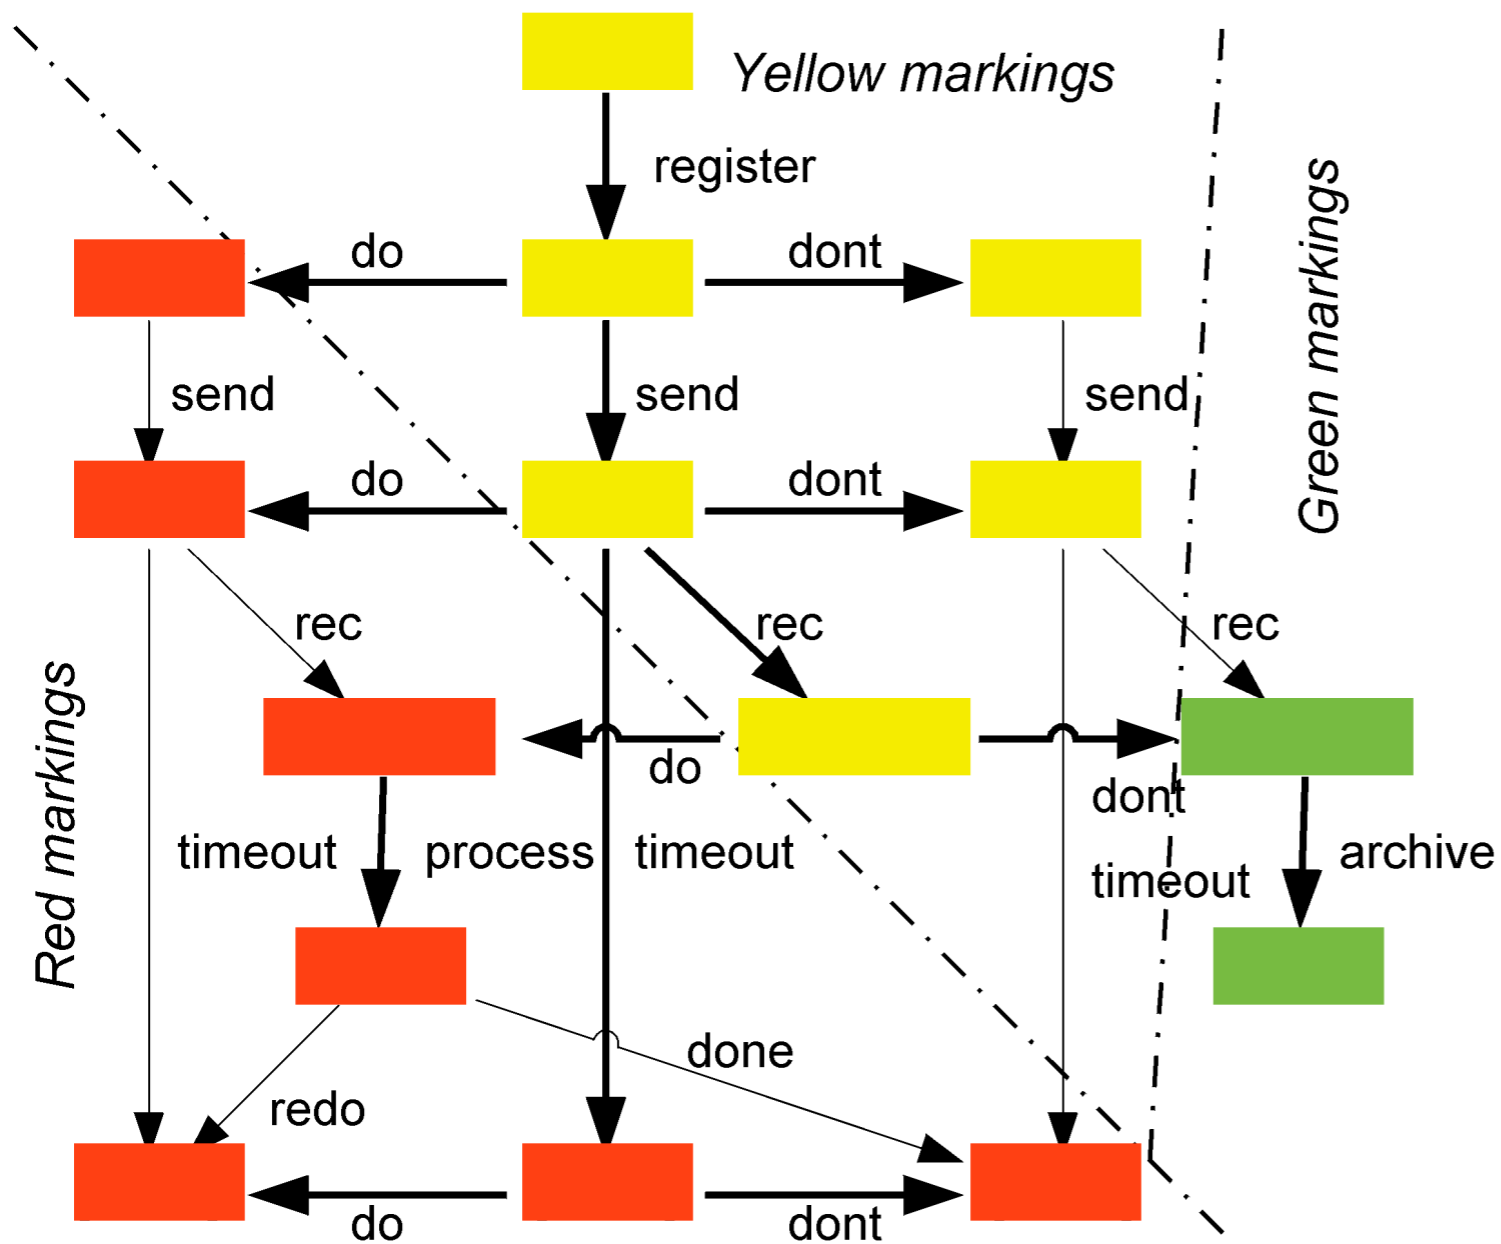 Yellow markings
register
Green markings
do
dont
send
send
send
do
dont
rec
rec
rec
Red markings
do
dont
timeout
process
timeout
timeout
archive
done
redo
do
dont